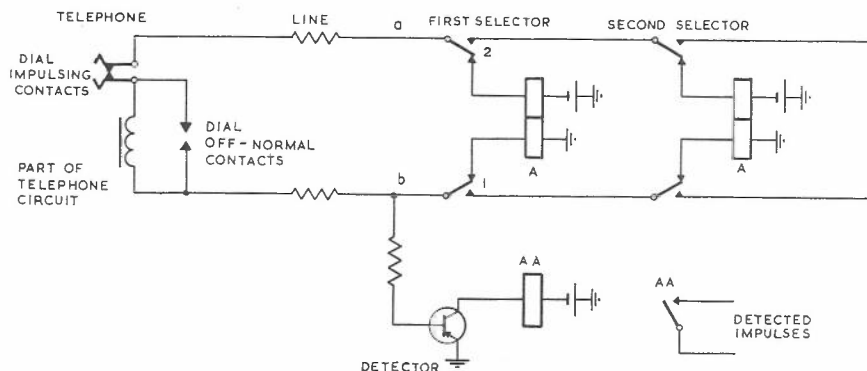 TELEPHONE
LINE
a
FIRST SELECTOR
SECOND SELECTOR
2
DIAL
IMPULSING
CONTACTS
DIAL
OFF-NORMAL
CONTACTS
A
A
PART OF
TELEPHONE
CIRCUIT
b
1
AA
AA
DETECTED
IMPULSES
DETECTOR